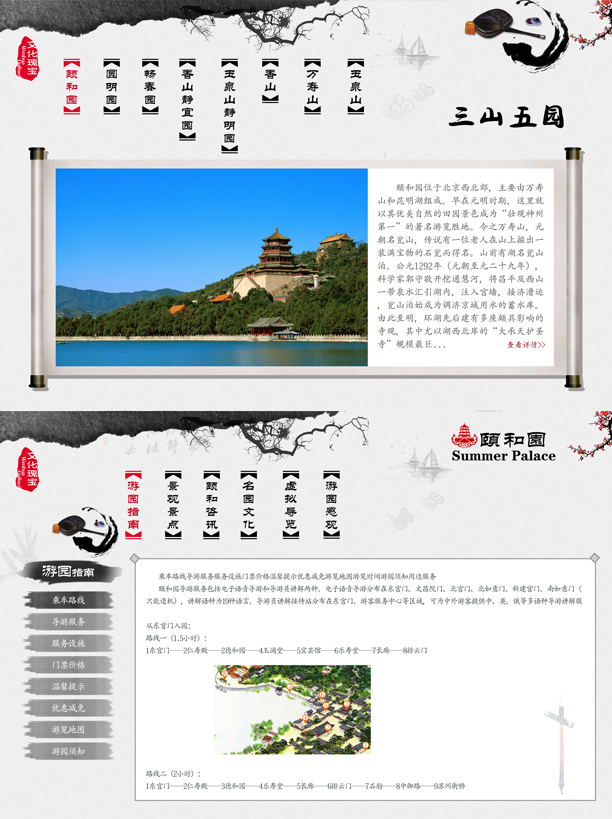 文化瑰宝
颐和园
圆明园
畅春园
香山静宜园
玉泉山静明园
香山
万寿山
玉泉山
三山五园
颐和园位于北京西北郊，主要由万寿
山和昆明湖组成。早在元明时期，这里就
以其优美自然的田园景色成为“壮观神州
第一”的著名游览胜地。今之万寿山，元
朝名瓮山，传说有一位老人在山上掘出一
装满宝物的石瓮而得名。山前有湖名瓮山
泊。公元1292年（元朝至元二十九年），
科学家郭守敬开挖通惠河，将昌平及西山
一带泉水汇引湖内，注入宫墙，接济漕运
，瓮山泊始成为调济京城用水的蓄水库。
由此至明，环湖先后建有多座颇具影响的
寺观，其中尤以湖西北岸的“大承天护圣
寺”规模最巨...
查看详情>>
文化瑰宝
颐和园
Summer Palace
游园指南
景观景点
颐和咨讯
名园文化
虚拟导览
游园感观
游园指南
乘车路线
导游服务
服务设施
门票价格
温馨提示
优惠减免
游览地图
游园须知
乘车路线导游服务服务设施门票价格温馨提示优惠减免游览地图游览时间游园须知周边服务
颐和园导游服务包括电子语音导游和导游员讲解两种。电子语音导游分布在东宫门、文昌院门、北宫门、北如意门、新建宫门、南如意门（
只能退机），讲解语种为19种语言。导游员讲解接待站分布在东宫门、游客服务中心等区域，可为中外游客提供中、英、俄等多语种导游讲解服
从东宫门入园：
路线一（1.5小时）：
1东宫门——2仁寿殿——2德和园——4玉澜堂——5宜芸馆——6乐寿堂——7长廊——8排云门
路线二（2小时）：
1东宫门——2仁寿殿——3德和园——4乐寿堂——5长廊——6排云门——7石舫——8中御路——9苏州街桥